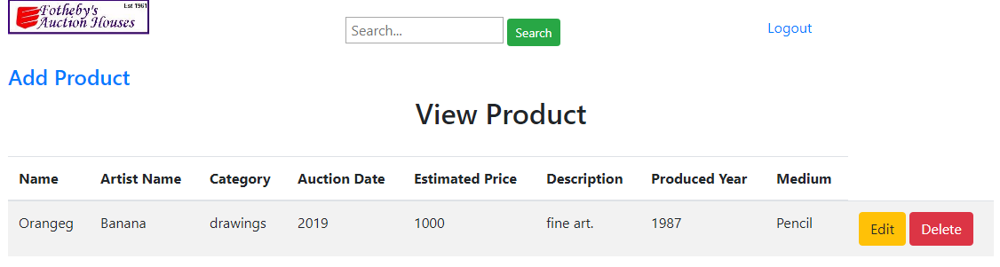 Est 1961
Fotheby's
Auction Houses
Search... Search Logout
Add Product
View Product
Name Artist Name Category Auction Date Estimated Price Description Produced Year Medium
Orangeg Banana drawings 2019 1000 fine art. 1987 Pencil Edit Delete